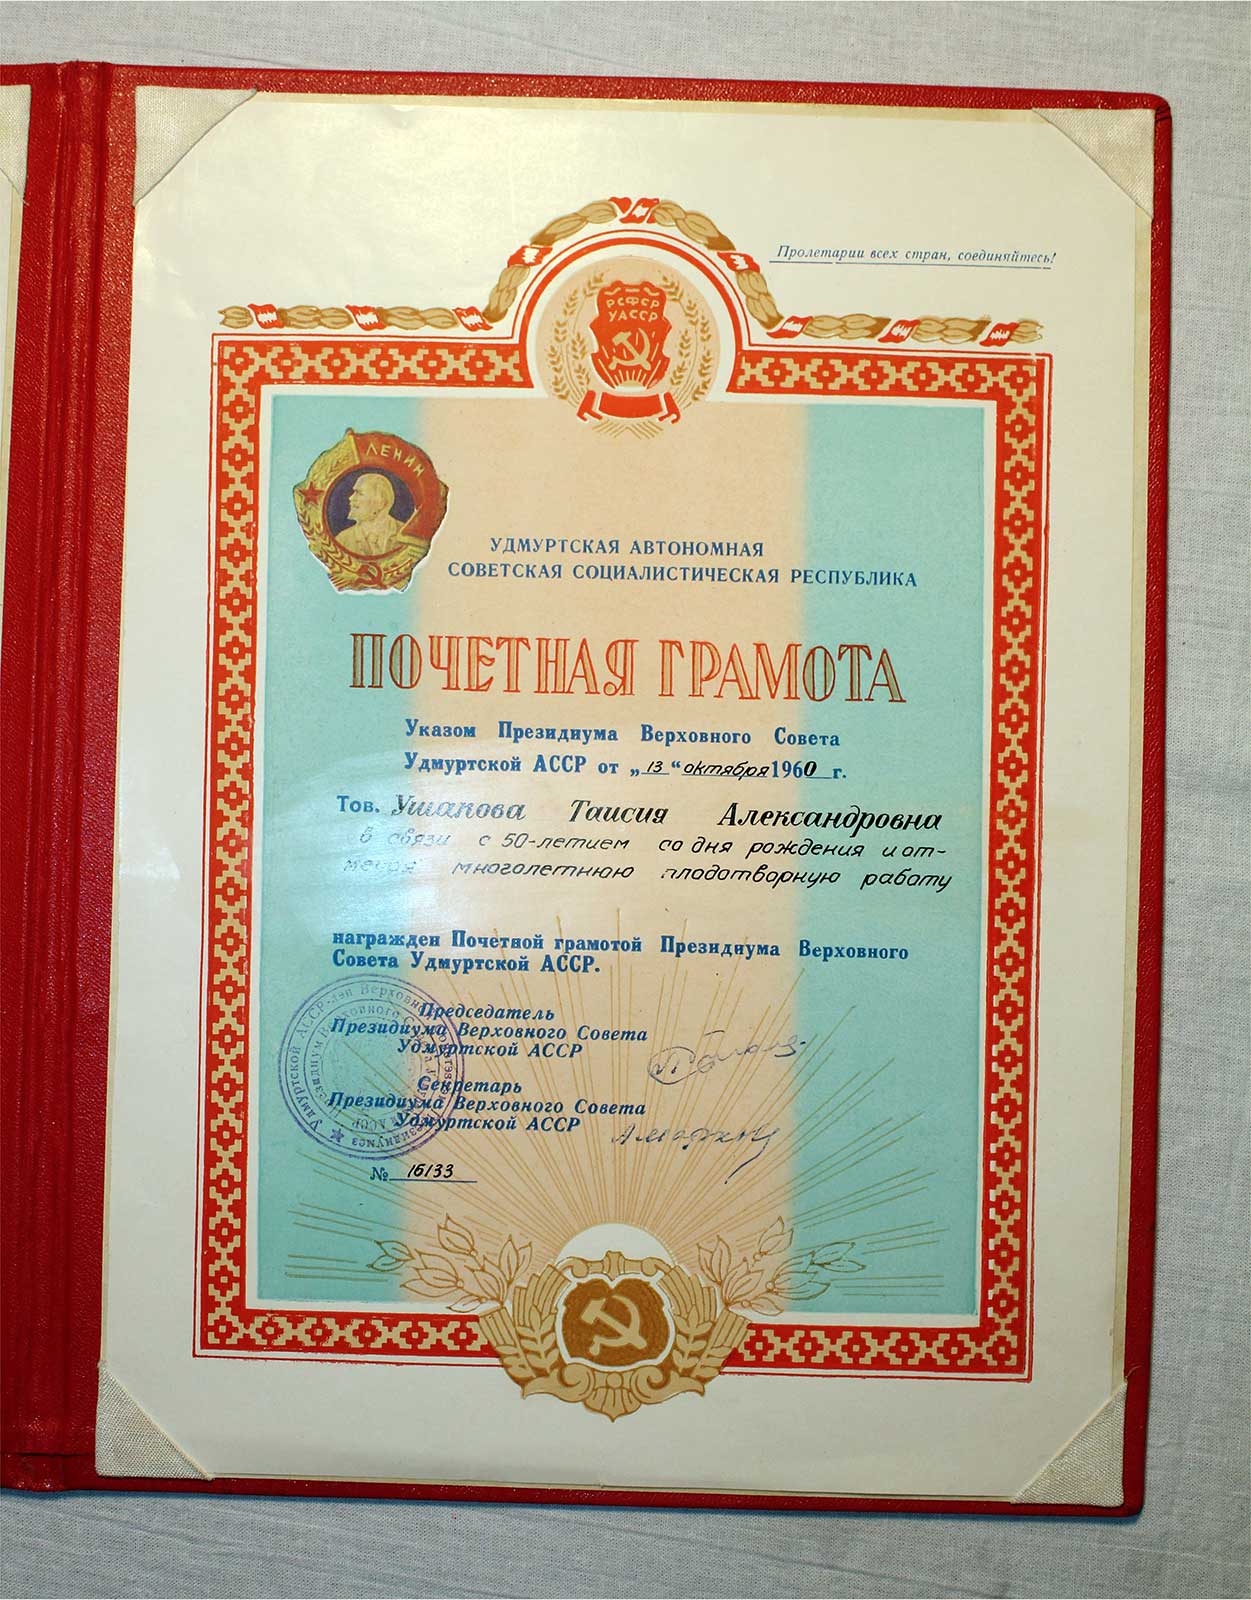 Пролетарии всех стран, соединяйтесь!
РСФСР
УАССР
ЛЕНИН
УДМУРТСКАЯ АВТОНОМНАЯ
СОВЕТСКАЯ СОЦИАЛИСТИЧЕСКАЯ РЕСПУБЛИКА
ПОЧЕТНАЯ ГРАМОТА
Указом Президиума Верховного Совета
Удмуртской АССР от „13“ октября 1960 г.
Тов. Ушакова Таисия Александровна
в связи с 50-летием со дня рождения и от-
мечая многолетнюю плодотворную работу
награжден Почетной грамотой Президиума Верховного
Совета Удмуртской АССР.
Председатель
Президиума Верховного Совета
Удмуртской АССР
Секретарь
Президиума Верховного Совета
Удмуртской АССР
№ 16133